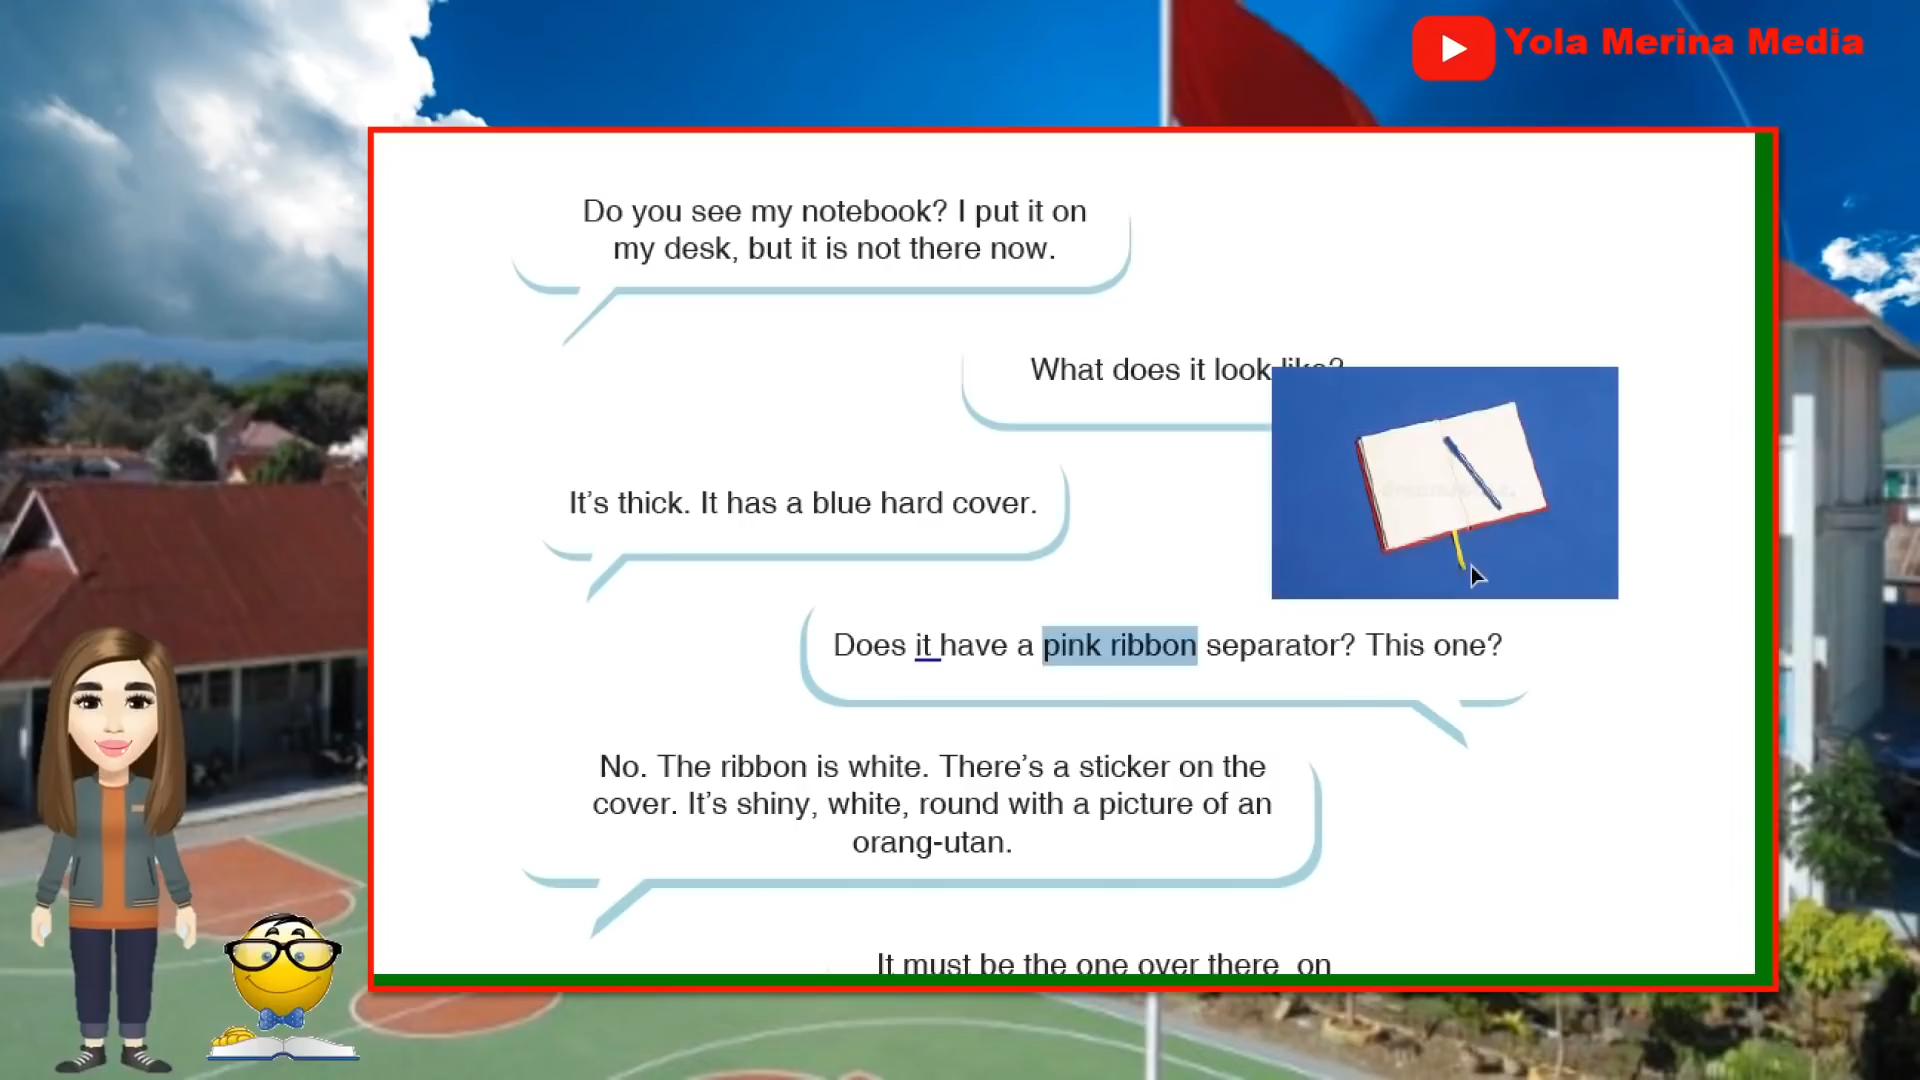 Yola Merina Media
Do you see my notebook? I put it on
my desk, but it is not there now.
What does it look like?
It's thick. It has a blue hard cover.
Does it have a pink ribbon separator? This one?
No. The ribbon is white. There's a sticker on the
cover. It's shiny, white, round with a picture of an
orang-utan.
It must be the one over there on